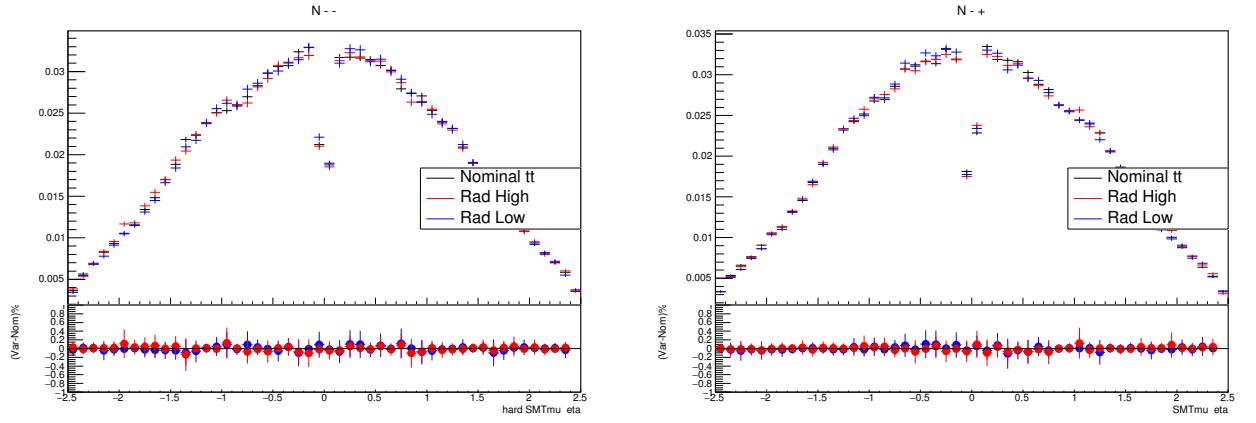 N - -
0.03
0.025
0.02
0.015
0.01
0.005
Nominal tt
Rad High
Rad Low
(Var-Nom)%
0.8
0.6
0.4
0.2
0
−0.2
−0.4
−0.6
−0.8
−1
−2.5 −2 −1.5 −1 −0.5 0 0.5 1 1.5 2 2.5
hard SMTmu eta
N - +
0.035
0.03
0.025
0.02
0.015
0.01
0.005
Nominal tt
Rad High
Rad Low
(Var-Nom)%
0.8
0.6
0.4
0.2
0
−0.2
−0.4
−0.6
−0.8
−1
−2.5 −2 −1.5 −1 −0.5 0 0.5 1 1.5 2 2.5
SMTmu eta